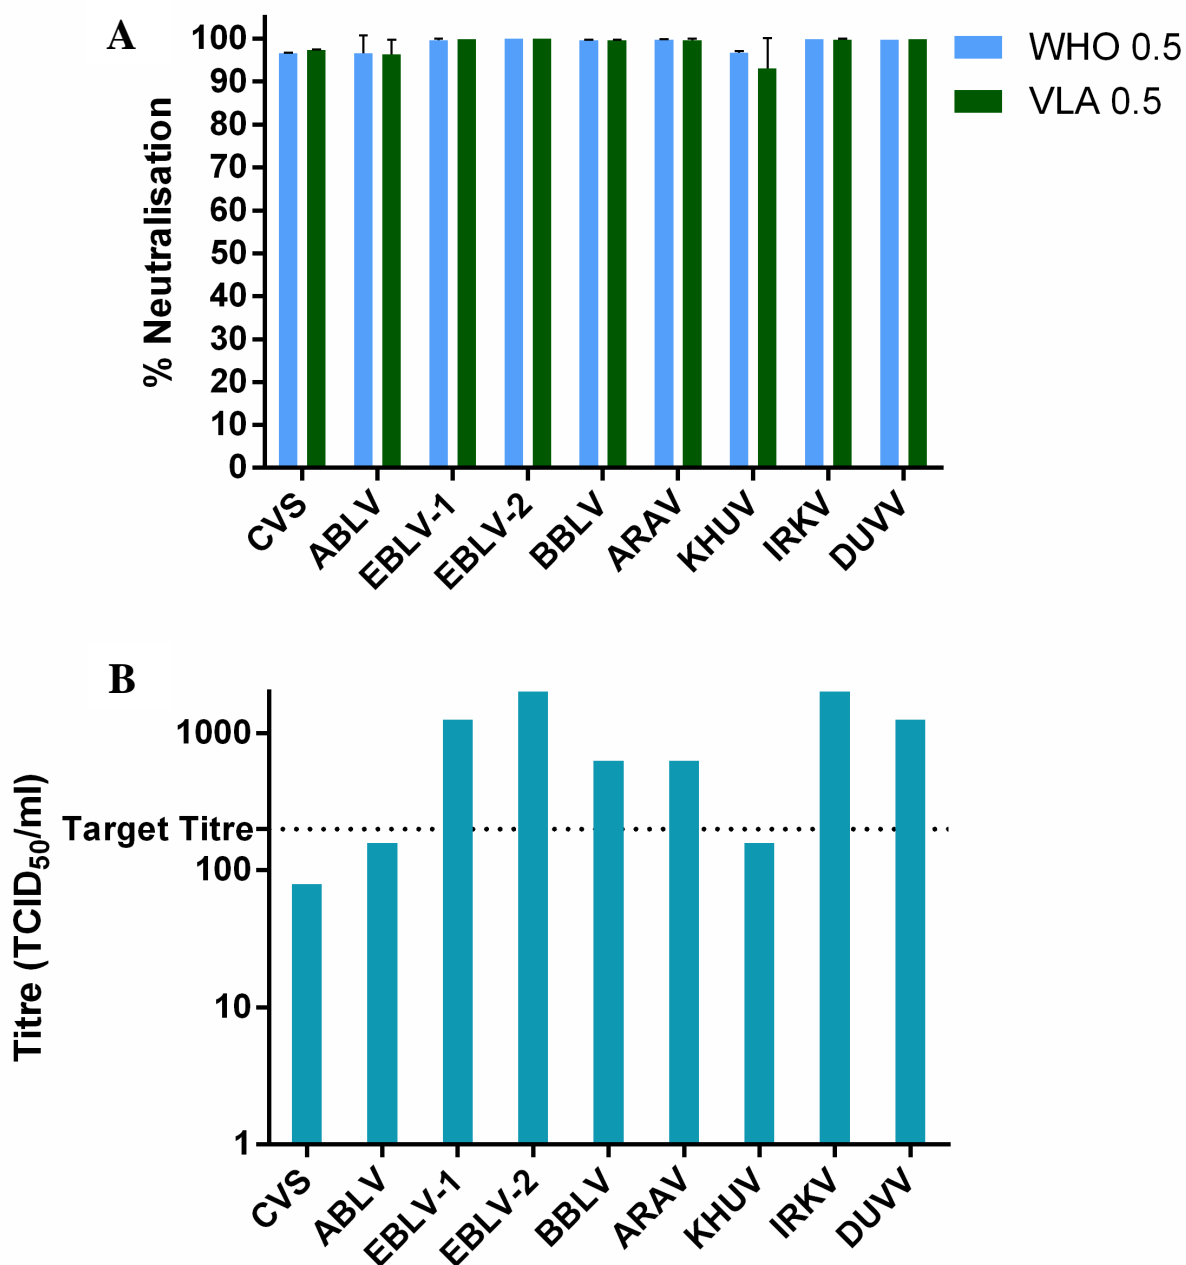 A
WHO 0.5
VLA 0.5
% Neutralisation
100
90
80
70
60
50
40
30
20
10
0
CVS
ABLV
EBLV-1
EBLV-2
BBLV
ARAV
KHUV
IRKV
DUVV
B
Titre (TCID50/ml)
1000
Target Titre
100
10
1
CVS
ABLV
EBLV-1
EBLV-2
BBLV
ARAV
KHUV
IRKV
DUVV